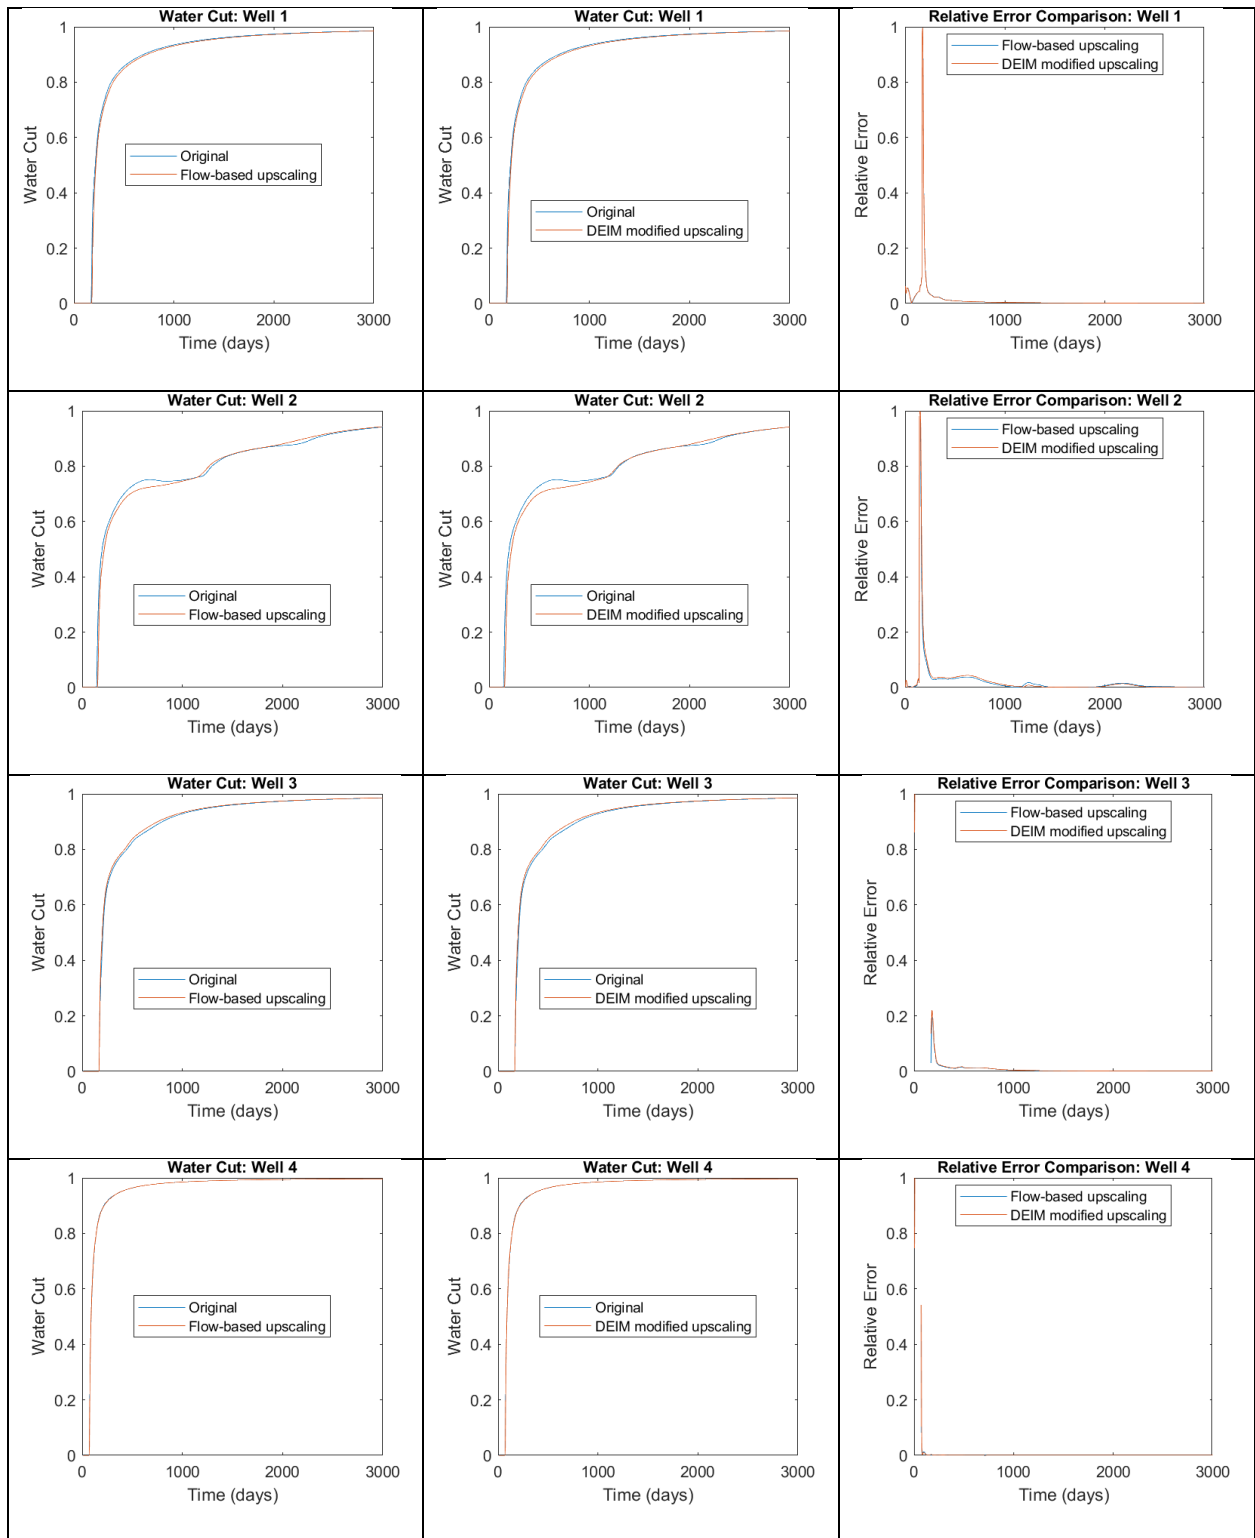 Water Cut: Well 1
1
0.8
0.6
0.4
0.2
0
Water Cut
Original
Flow-based upscaling
0
1000
2000
3000
Time (days)
Water Cut: Well 1
1
0.8
0.6
0.4
0.2
0
Water Cut
Original
DEIM modified upscaling
0
1000
2000
3000
Time (days)
Relative Error Comparison: Well 1
1
0.8
0.6
0.4
0.2
0
Relative Error
Flow-based upscaling
DEIM modified upscaling
0
1000
2000
3000
Time (days)
Water Cut: Well 2
1
0.8
0.6
0.4
0.2
0
Water Cut
Original
Flow-based upscaling
0
1000
2000
3000
Time (days)
Water Cut: Well 2
1
0.8
0.6
0.4
0.2
0
Water Cut
Original
DEIM modified upscaling
0
1000
2000
3000
Time (days)
Relative Error Comparison: Well 2
1
0.8
0.6
0.4
0.2
0
Relative Error
Flow-based upscaling
DEIM modified upscaling
0
1000
2000
3000
Time (days)
Water Cut: Well 3
1
0.8
0.6
0.4
0.2
0
Water Cut
Original
Flow-based upscaling
0
1000
2000
3000
Time (days)
Water Cut: Well 3
1
0.8
0.6
0.4
0.2
0
Water Cut
Original
DEIM modified upscaling
0
1000
2000
3000
Time (days)
Relative Error Comparison: Well 3
1
0.8
0.6
0.4
0.2
0
Relative Error
Flow-based upscaling
DEIM modified upscaling
0
1000
2000
3000
Time (days)
Water Cut: Well 4
1
0.8
0.6
0.4
0.2
0
Water Cut
Original
Flow-based upscaling
0
1000
2000
3000
Time (days)
Water Cut: Well 4
1
0.8
0.6
0.4
0.2
0
Water Cut
Original
DEIM modified upscaling
0
1000
2000
3000
Time (days)
Relative Error Comparison: Well 4
1
0.8
0.6
0.4
0.2
0
Relative Error
Flow-based upscaling
DEIM modified upscaling
0
1000
2000
3000
Time (days)